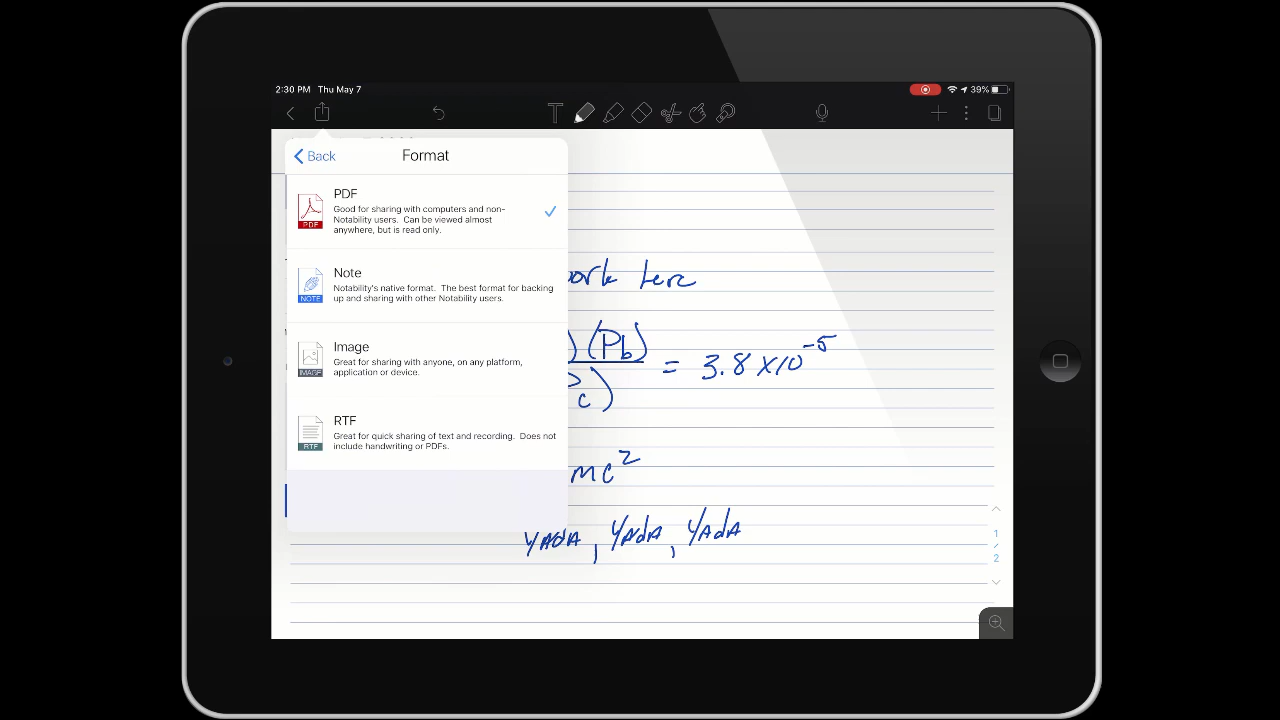 2:30 PM Thu May 7
39%
T
Back
Format
PDF
Good for sharing with computers and non-
Notability users. Can be viewed almost
anywhere, but is read only.
PDF
Note
Notability's native format. The best format for backing
up and sharing with other Notability users.
NOTE
Image
Great for sharing with anyone, on any platform,
application or device.
IMAGE
RTF
Great for quick sharing of text and recording. Does not
include handwriting or PDFs.
RTF
ork here
) (Pb)
c )
= 3.8 x10⁻⁵
mc²
YAdA, YAdA, YAdA
1
/
2